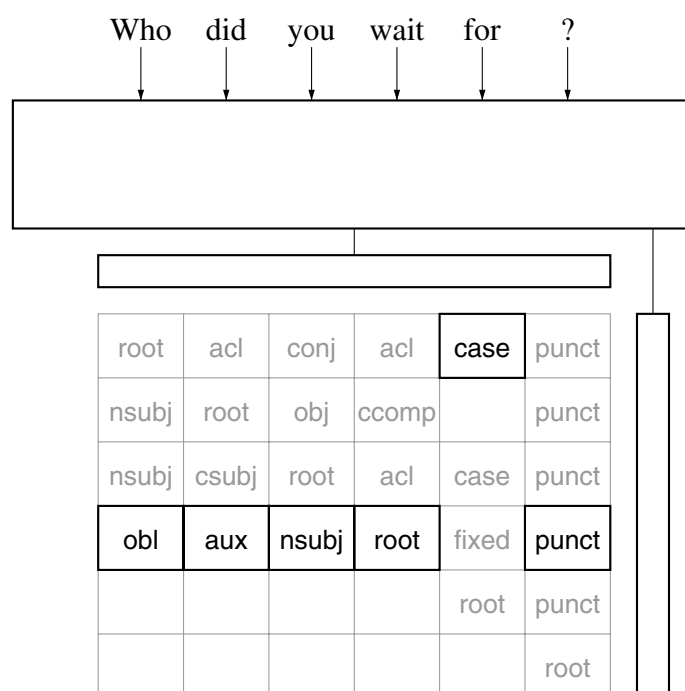 Who did you wait for ?
root acl conj acl case punct
nsubj root obj ccomp punct
nsubj csubj root acl case punct
obl aux nsubj root fixed punct
root punct
root